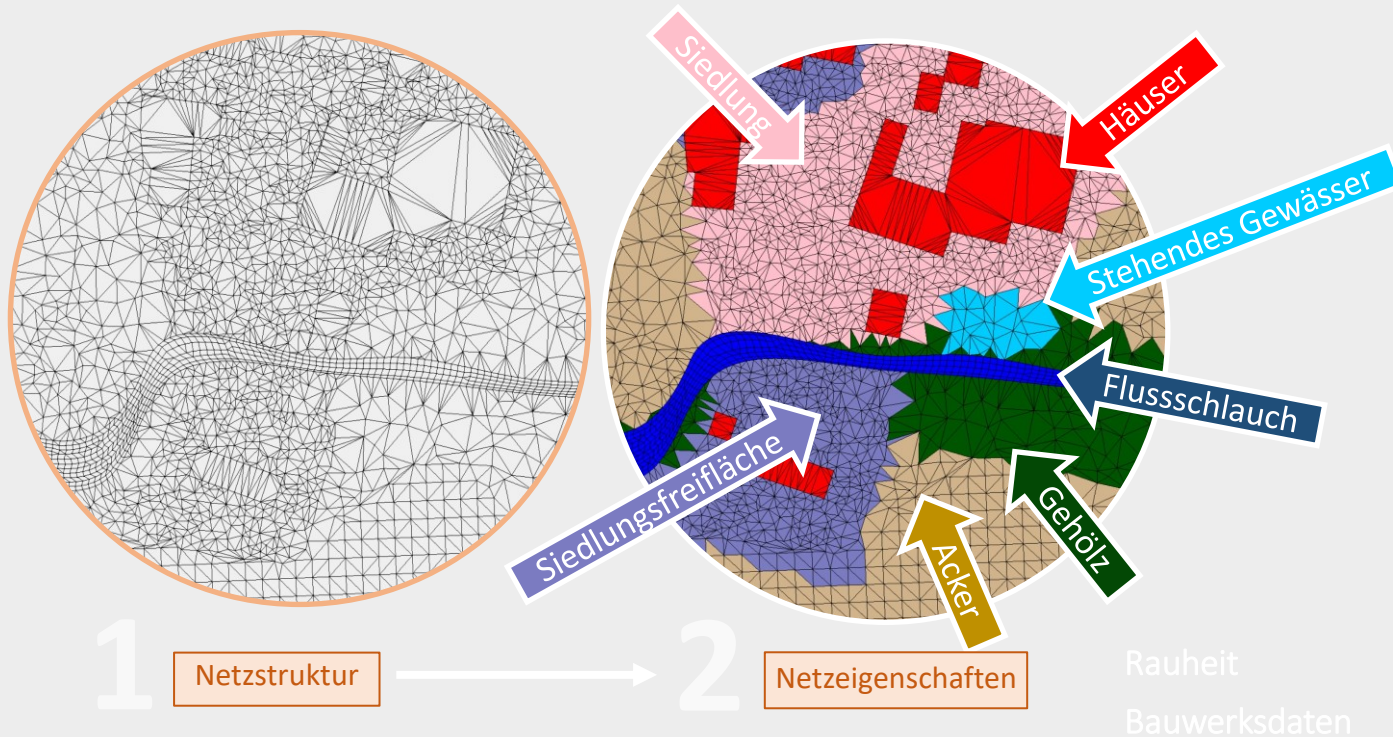 Siedlung
Häuser
Stehendes Gewässer
Flussschlauch
Siedlungsfreifläche
Gehölz
Acker
1
Netzstruktur
2
Netzeigenschaften
Rauheit
Bauwerksdaten